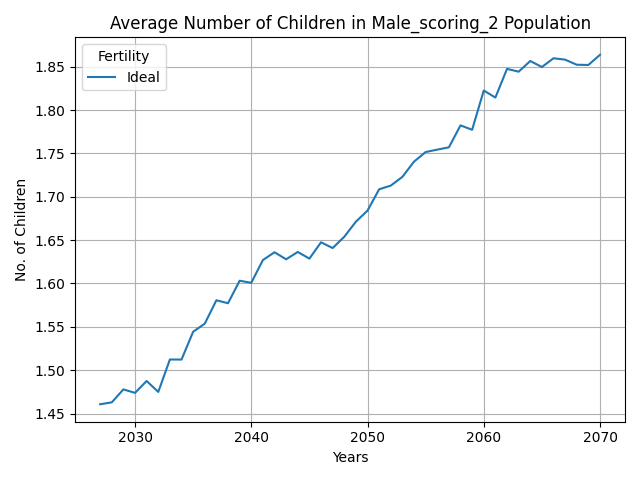 Average Number of Children in Male_scoring_2 Population
Fertility
Ideal
No. of Children
1.85
1.80
1.75
1.70
1.65
1.60
1.55
1.50
1.45
2030 2040 2050 2060 2070
Years